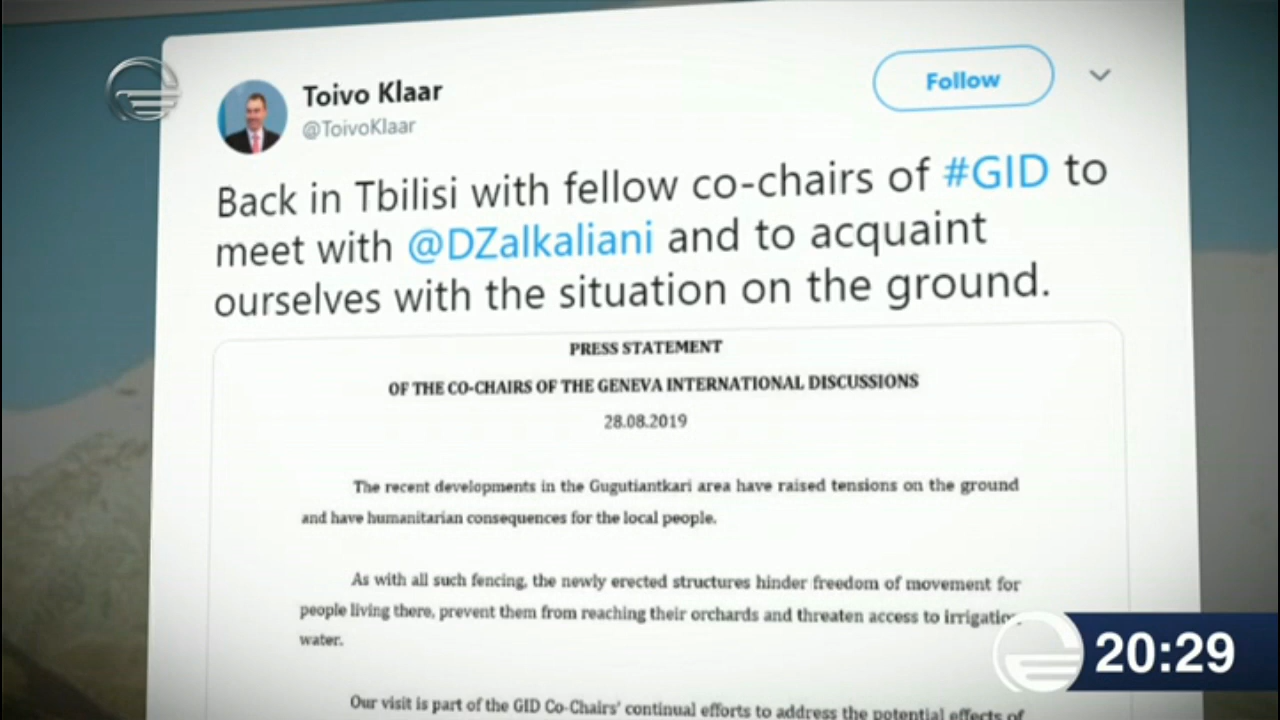 Toivo Klaar
@ToivoKlaar
Follow
Back in Tbilisi with fellow co-chairs of #GID to
meet with @DZalkaliani and to acquaint
ourselves with the situation on the ground.
PRESS STATEMENT
OF THE CO-CHAIRS OF THE GENEVA INTERNATIONAL DISCUSSIONS
28.08.2019
The recent developments in the Gugutiantkari area have raised tensions on the ground
and have humanitarian consequences for the local people.
As with all such fencing, the newly erected structures hinder freedom of movement for
people living there, prevent them from reaching their orchards and threaten access to irrigation
water.
Our visit is part of the GID Co-Chairs' continual efforts to address the potential effects of
20:29